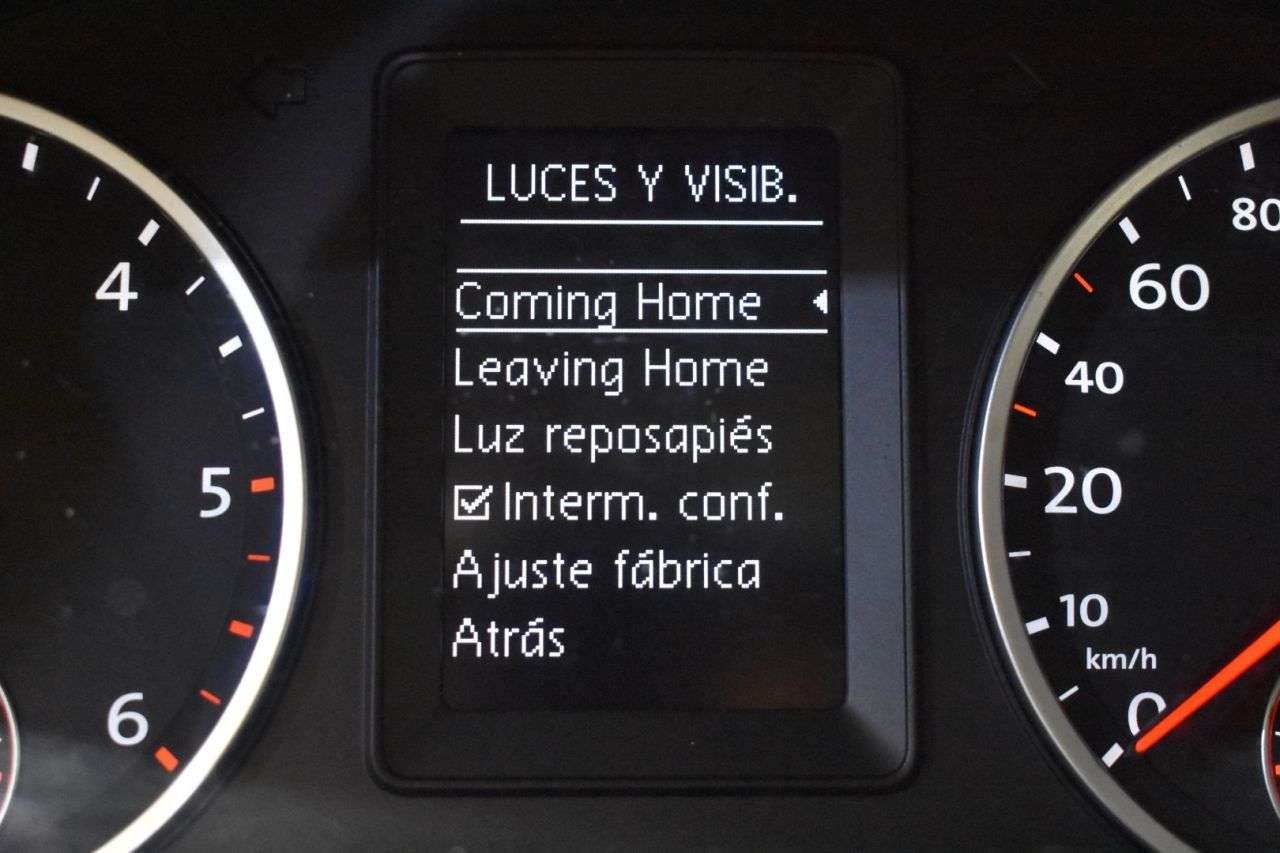 LUCES Y VISIB.
Coming Home
Leaving Home
Luz reposapiés
Interm. conf.
Ajuste fábrica
Atrás
4
5
6
80
60
40
20
10
km/h
0